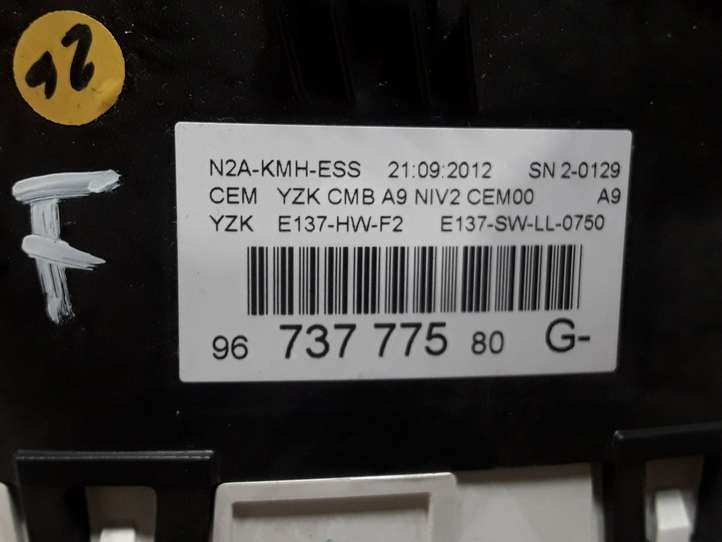 12
F
N2A-KMH-ESS 21:09:2012 SN 2-0129
CEM YZK CMB A9 NIV2 CEM00 A9
YZK E137-HW-F2 E137-SW-LL-0750
96 737 775 80 G-